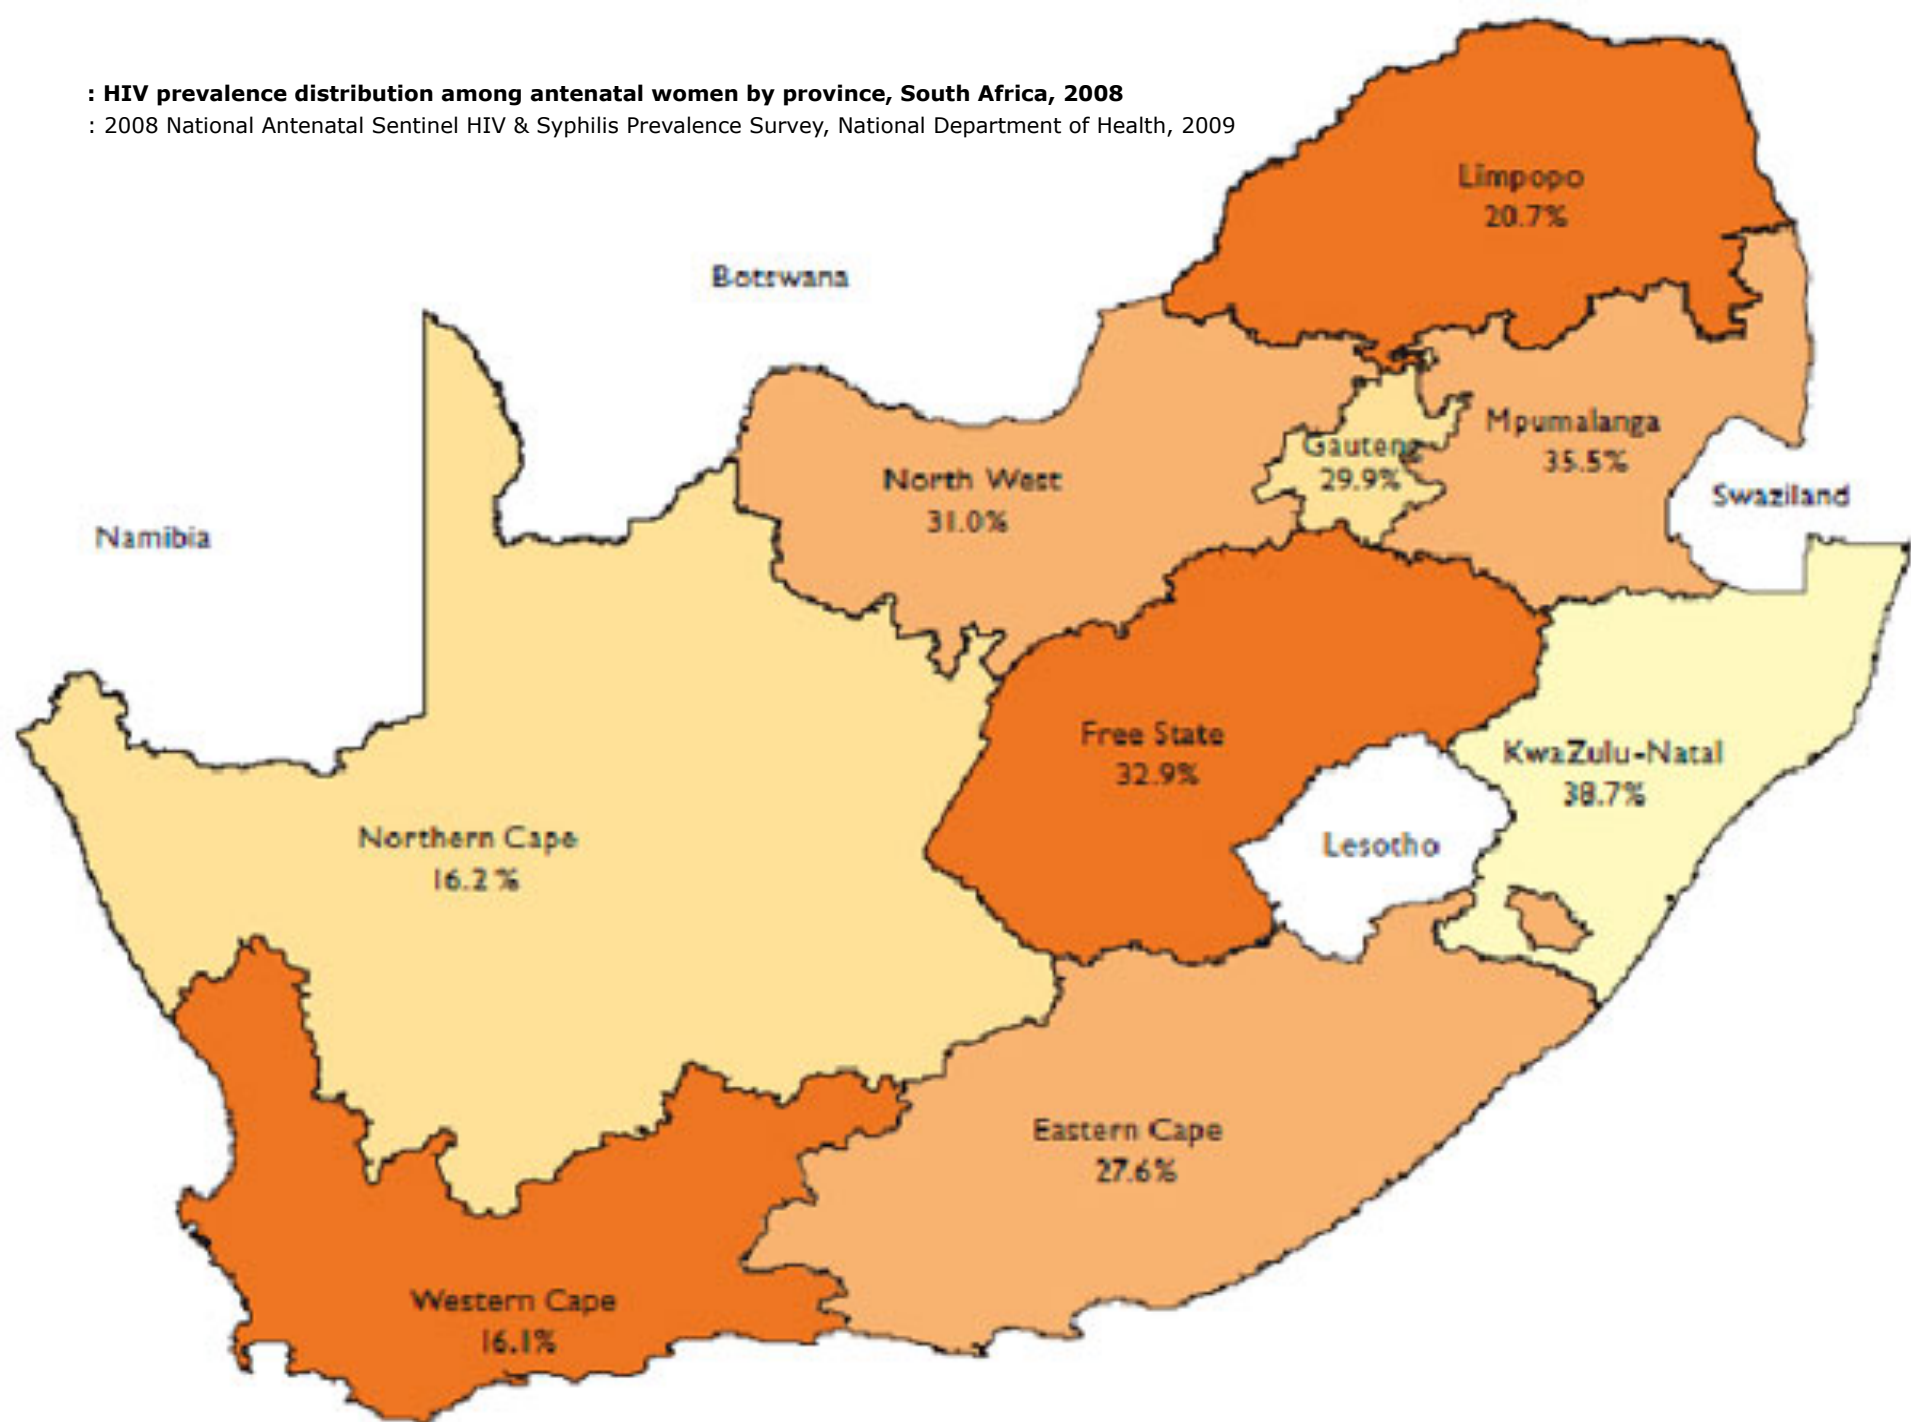 : HIV prevalence distribution among antenatal women by province, South Africa, 2008
: 2008 National Antenatal Sentinel HIV & Syphilis Prevalence Survey, National Department of Health, 2009
Limpopo
20.7%
Botswana
Mpumalanga
35.5%
Gauteng
29.9%
North West
31.0%
Swaziland
Namibia
Free State
32.9%
KwaZulu-Natal
38.7%
Northern Cape
16.2%
Lesotho
Eastern Cape
27.6%
Western Cape
16.1%